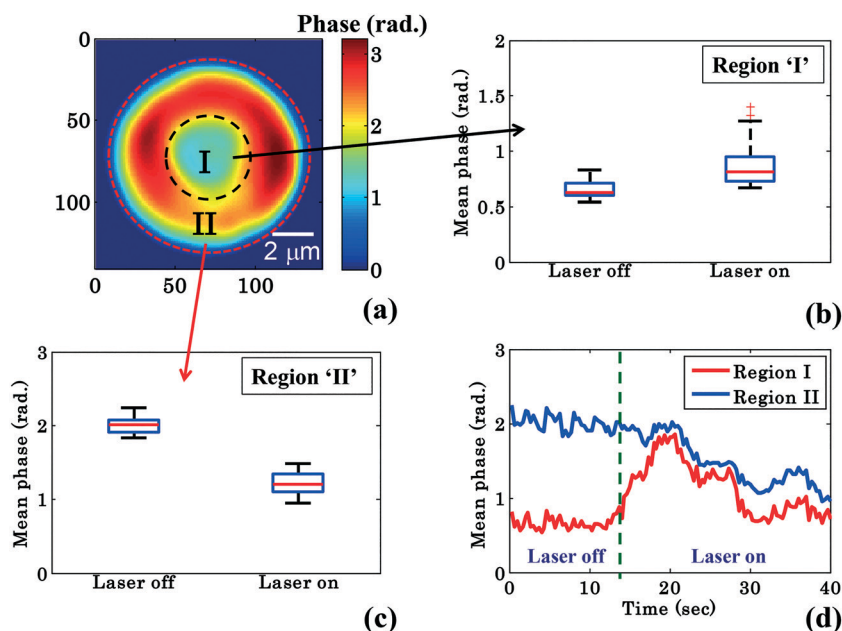 Phase (rad.)
0
50
100
0
50
100
3
2
1
0
I
II
2 μm
(a)
Mean phase (rad.)
2
1.5
1
0.5
0
Region 'I'
Laser off
Laser on
(b)
Mean phase (rad.)
3
2
1
0
Region 'II'
Laser off
Laser on
(c)
Mean phase (rad.)
3
2
1
0
Region I
Region II
Laser off
Laser on
0
10
20
30
40
Time (sec)
(d)